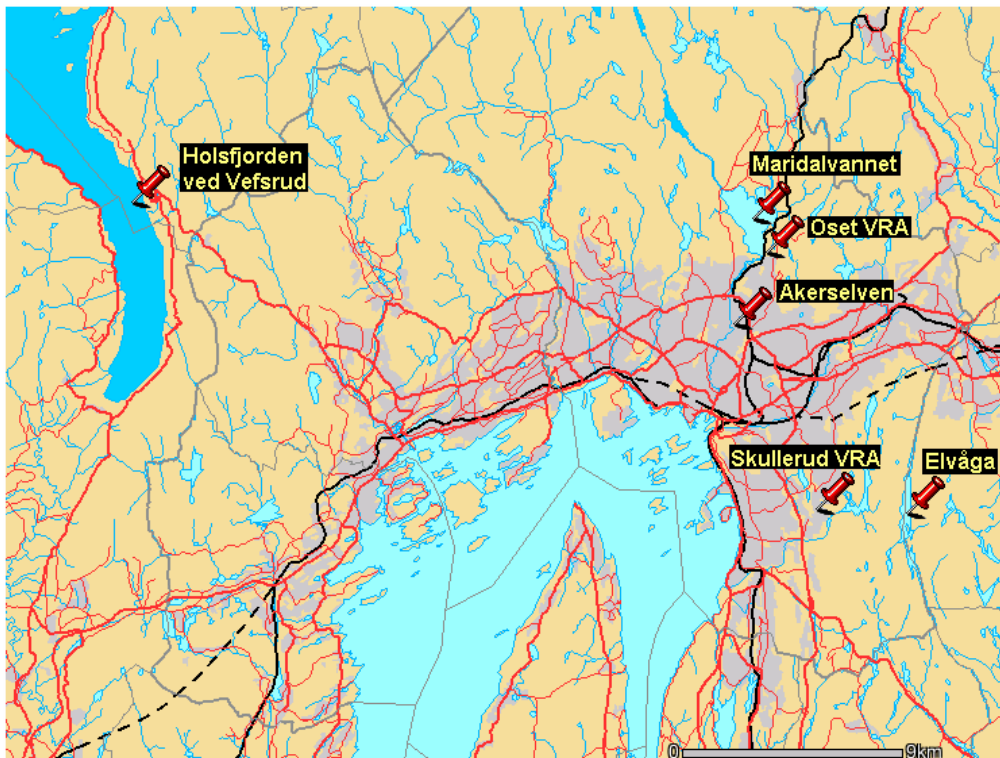 Holsfjorden
ved Vefsrud
Maridalvannet
Oset VRA
Akerselven
Skullerud VRA
Elvåga
0 9km